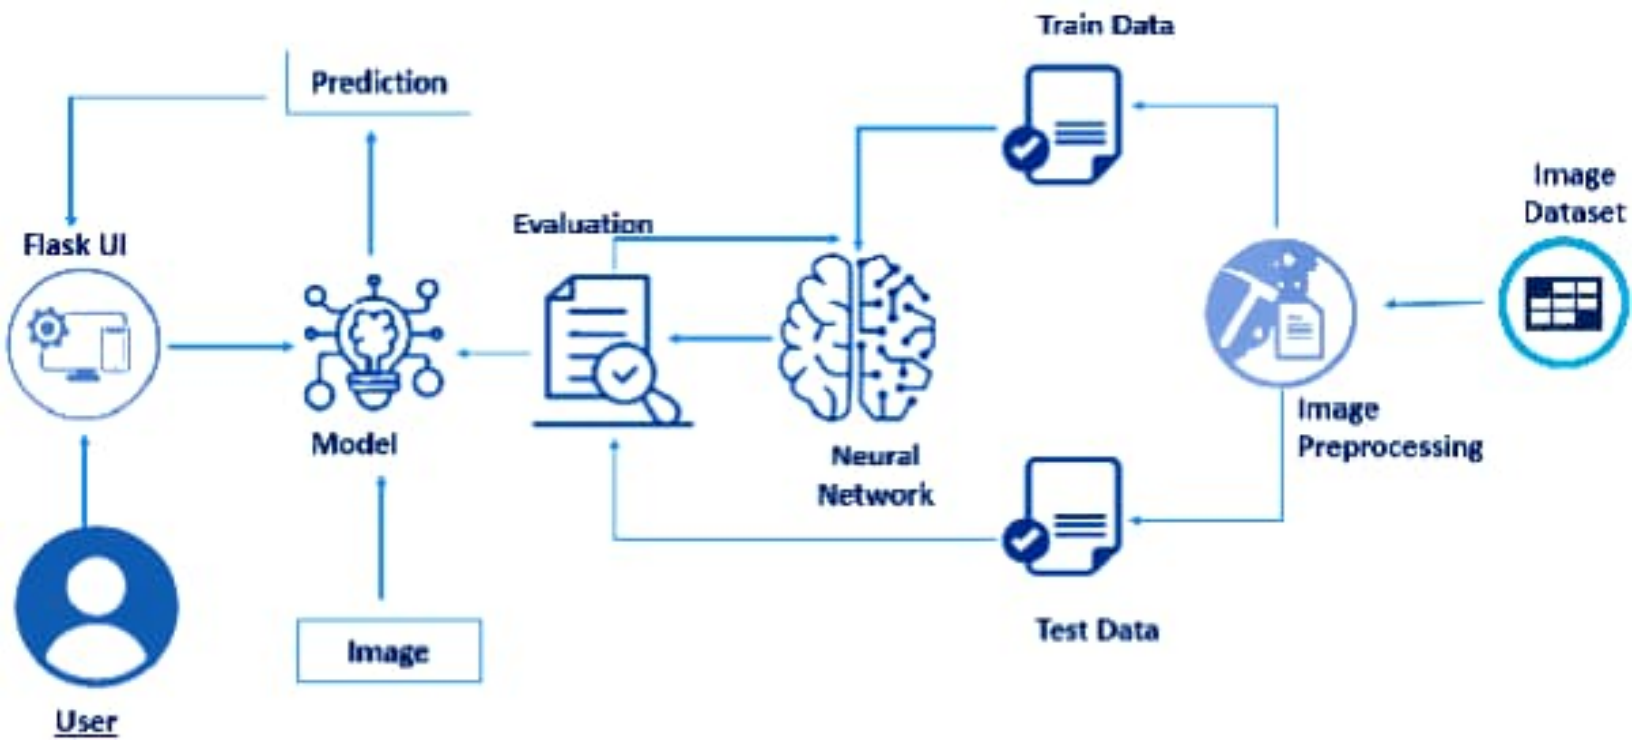 Train Data
Prediction
Image
Dataset
Evaluation
Flask UI
Image
Preprocessing
Model
Neural
Network
Test Data
Image
User